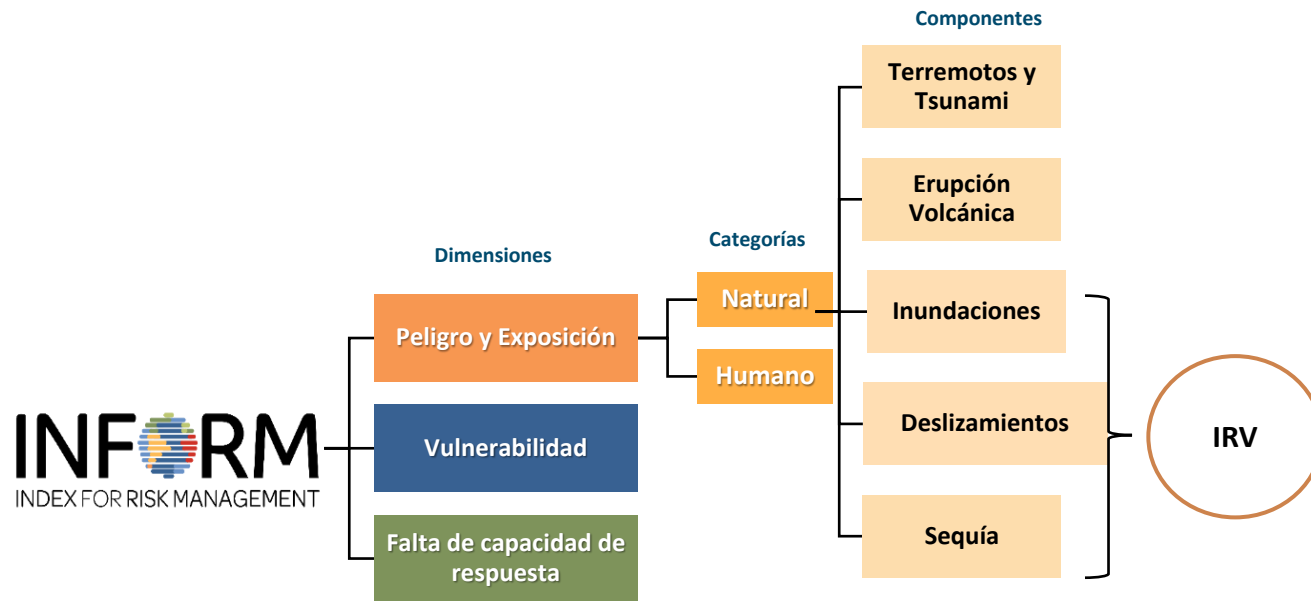 Componentes
Terremotos y
Tsunami
Erupción
Volcánica
Categorías
Dimensiones
Natural
Inundaciones
Peligro y Exposición
Humano
Deslizamientos
INFORM
INDEX FOR RISK MANAGEMENT
Vulnerabilidad
IRV
Falta de capacidad de
respuesta
Sequía